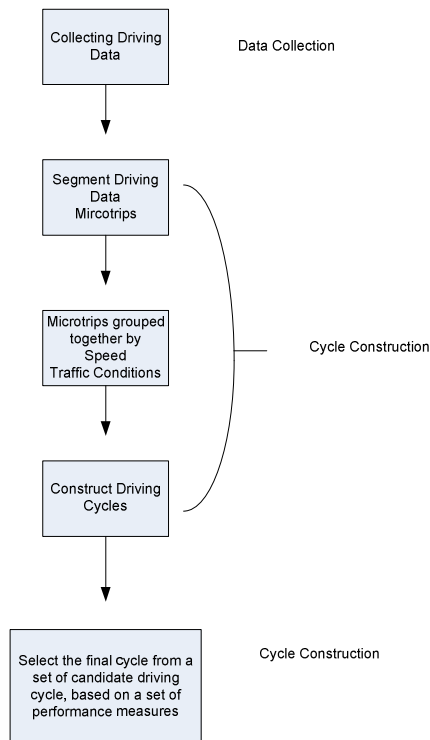 Collecting Driving
Data
Data Collection
Segment Driving
Data
Mircotrips
Microtrips grouped
together by
Speed
Traffic Conditions
Cycle Construction
Construct Driving
Cycles
Select the final cycle from a
set of candidate driving
cycle, based on a set of
performance measures
Cycle Construction